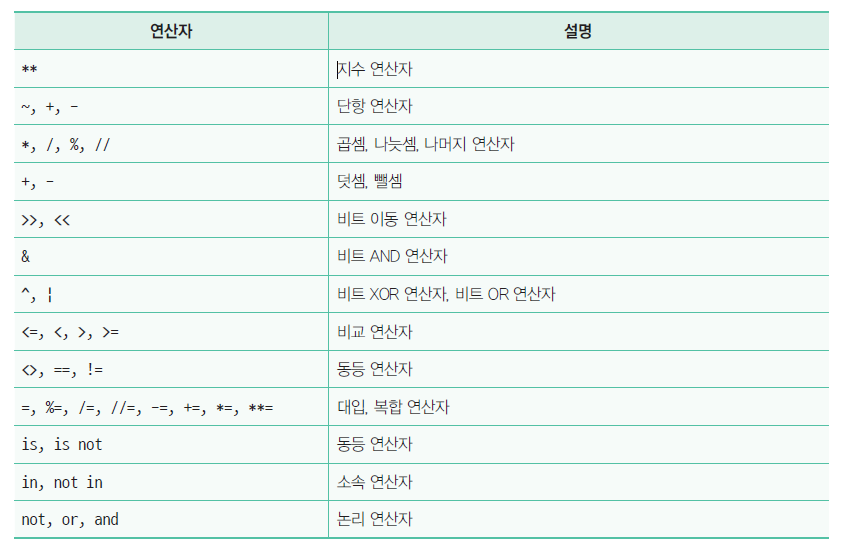 연산자 설명
** 지수 연산자
~, +, - 단항 연산자
*, /, %, // 곱셈, 나눗셈, 나머지 연산자
+, - 덧셈, 뺄셈
>>, << 비트 이동 연산자
& 비트 AND 연산자
^, ¦ 비트 XOR 연산자, 비트 OR 연산자
<=, <, >, >= 비교 연산자
<>, ==, != 동등 연산자
=, %=, /=, //=, -=, +=, *=, **= 대입, 복합 연산자
is, is not 동등 연산자
in, not in 소속 연산자
not, or, and 논리 연산자